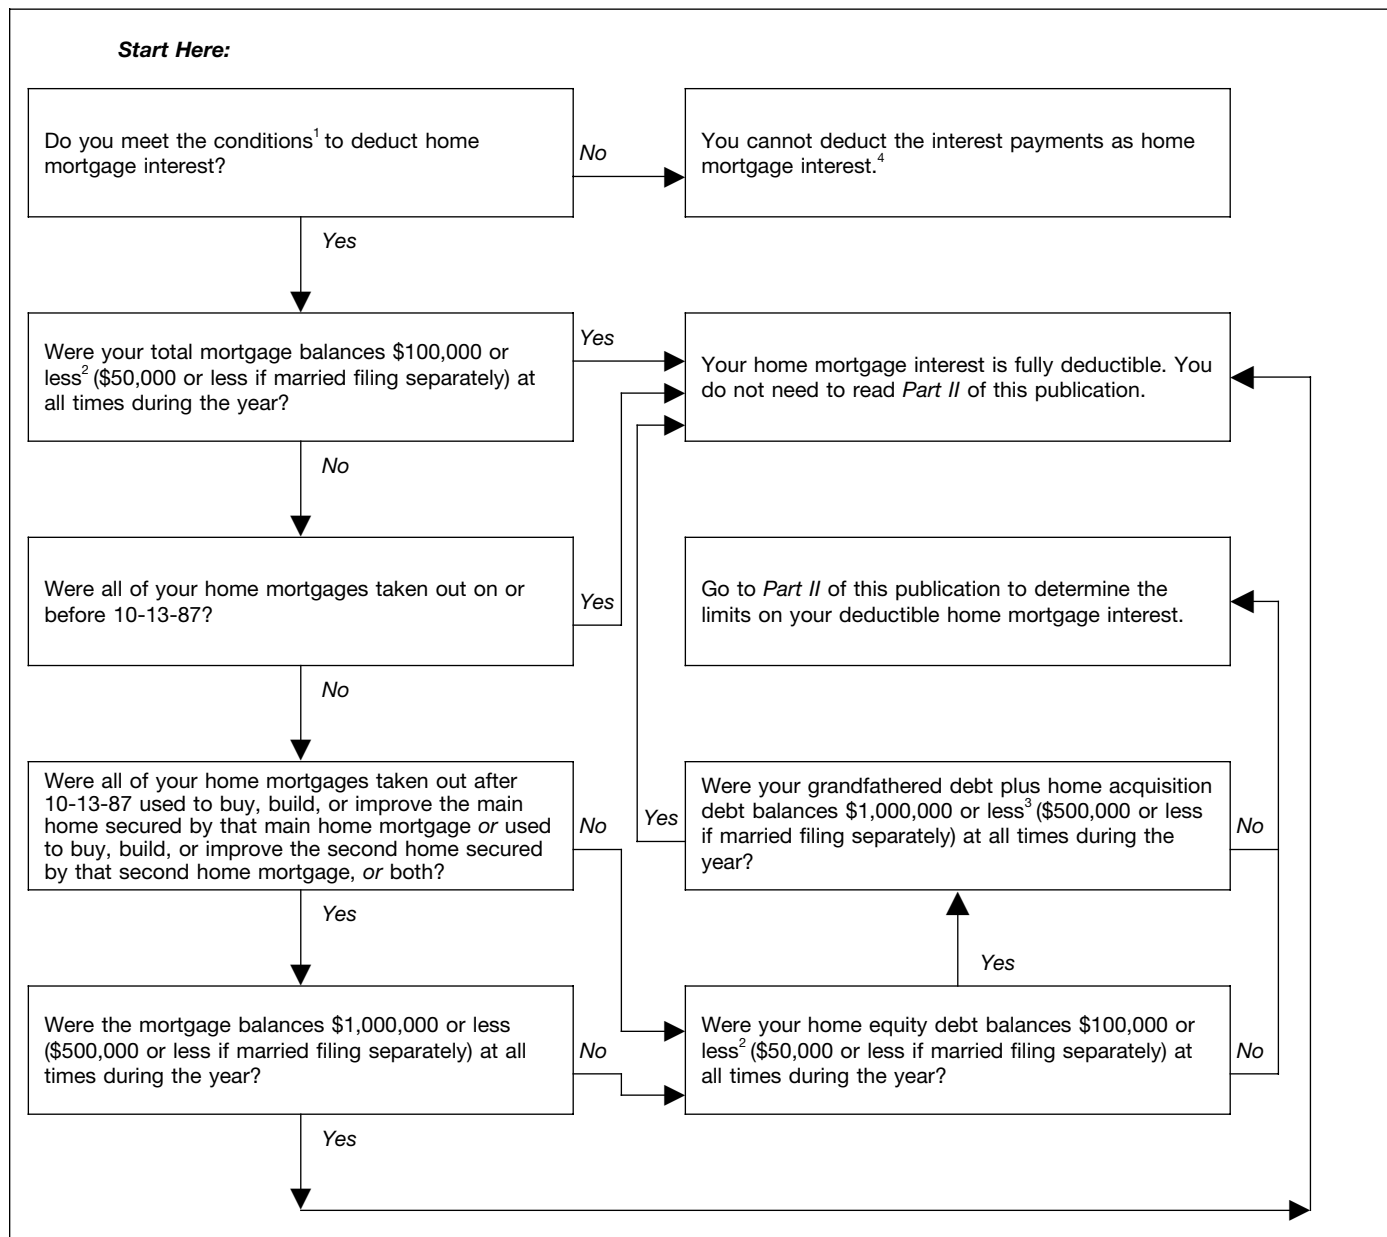 Start Here:
Do you meet the conditions1 to deduct home
mortgage interest?
No
You cannot deduct the interest payments as home
mortgage interest.4
Yes
Were your total mortgage balances $100,000 or
less2 ($50,000 or less if married filing separately) at
all times during the year?
Yes
Your home mortgage interest is fully deductible. You
do not need to read Part II of this publication.
No
Were all of your home mortgages taken out on or
before 10-13-87?
Yes
Go to Part II of this publication to determine the
limits on your deductible home mortgage interest.
No
Were all of your home mortgages taken out after
10-13-87 used to buy, build, or improve the main
home secured by that main home mortgage or used
to buy, build, or improve the second home secured
by that second home mortgage, or both?
No
Yes
Were your grandfathered debt plus home acquisition
debt balances $1,000,000 or less3 ($500,000 or less
if married filing separately) at all times during the
year?
No
Yes
Yes
Were the mortgage balances $1,000,000 or less
($500,000 or less if married filing separately) at all
times during the year?
No
Were your home equity debt balances $100,000 or
less2 ($50,000 or less if married filing separately) at
all times during the year?
No
Yes